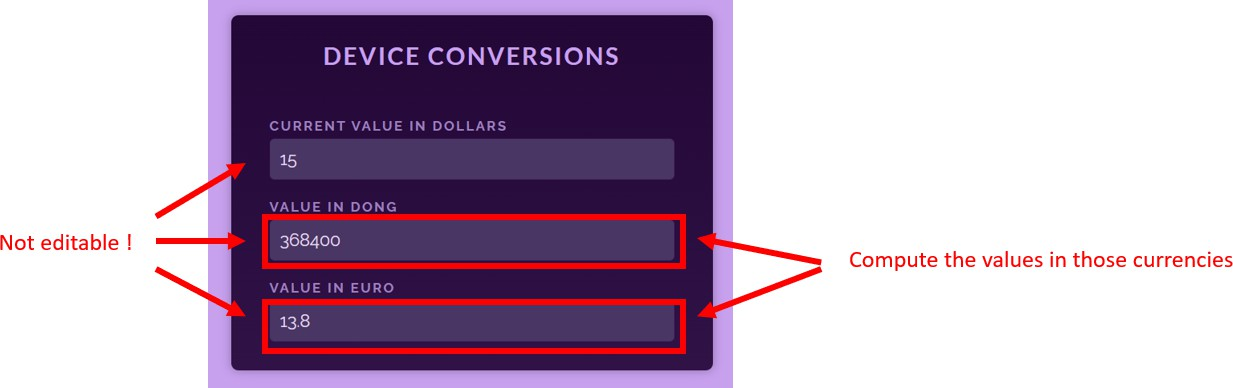 DEVICE CONVERSIONS
CURRENT VALUE IN DOLLARS
15
VALUE IN DONG
368400
Not editable !
Compute the values in those currencies
VALUE IN EURO
13.8